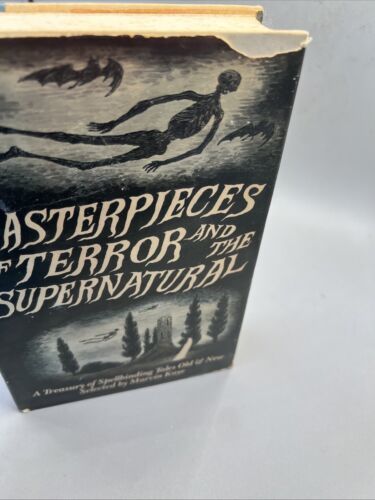 ASTERPIECES
OF TERROR AND THE
SUPERNATURAL
A Treasury of Spellbinding Tales Old & New
Selected by Marvin Kaye